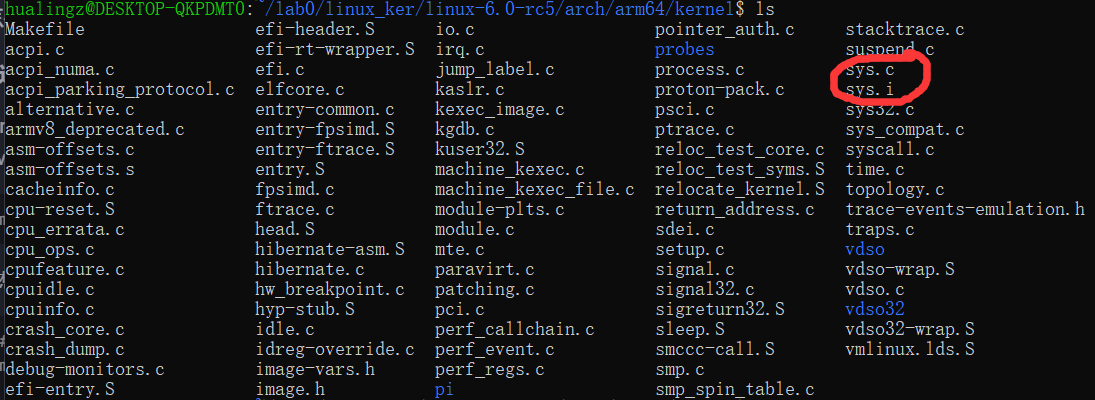 hualingz@DESKTOP-QKPDMT0:~/lab0/linux_ker/linux-6.0-rc5/arch/arm64/kernel$ ls
Makefile efi-header.S io.c pointer_auth.c stacktrace.c
acpi.c efi-rt-wrapper.S irq.c probes suspend.c
acpi_numa.c efi.c jump_label.c process.c sys.c
acpi_parking_protocol.c elfcore.c kaslr.c proton-pack.c sys.i
alternative.c entry-common.c kexec_image.c psci.c sys32.c
armv8_deprecated.c entry-fpsimd.S kgdb.c ptrace.c sys_compat.c
asm-offsets.c entry-ftrace.S kuser32.S reloc_test_core.c syscall.c
asm-offsets.s entry.S machine_kexec.c reloc_test_syms.S time.c
cacheinfo.c fpsimd.c machine_kexec_file.c relocate_kernel.S topology.c
cpu-reset.S ftrace.c module-plts.c return_address.c trace-events-emulation.h
cpu_errata.c head.S module.c sdei.c traps.c
cpu_ops.c hibernate-asm.S mte.c setup.c vdso
cpufeature.c hibernate.c paravirt.c signal.c vdso-wrap.S
cpuidle.c hw_breakpoint.c patching.c signal32.c vdso.c
cpuinfo.c hyp-stub.S pci.c sigreturn32.S vdso32
crash_core.c idle.c perf_callchain.c sleep.S vdso32-wrap.S
crash_dump.c idreg-override.c perf_event.c smccc-call.S vmlinux.lds.S
debug-monitors.c image-vars.h perf_regs.c smp.c
efi-entry.S image.h pi smp_spin_table.c